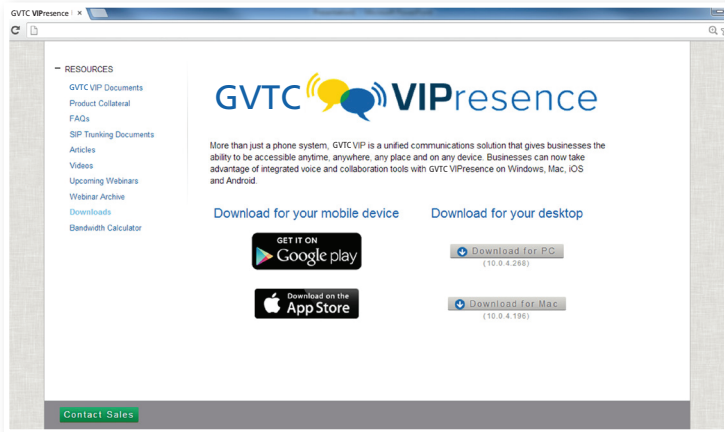 GVTC VIPresence
RESOURCES
GVTC VIP Documents
Product Collateral
FAQs
SIP Trunking Documents
Articles
Videos
Upcoming Webinars
Webinar Archive
Downloads
Bandwidth Calculator
GVTC VIPresence
More than just a phone system, GVTC VIP is a unified communications solution that gives businesses the
ability to be accessible anytime, anywhere, any place and on any device. Businesses can now take
advantage of integrated voice and collaboration tools with GVTC VIPresence on Windows, Mac, iOS
and Android.
Download for your mobile device
GET IT ON
Google play
Download on the
App Store
Download for your desktop
Download for PC
(10.0.4.268)
Download for Mac
(10.0.4.196)
Contact Sales